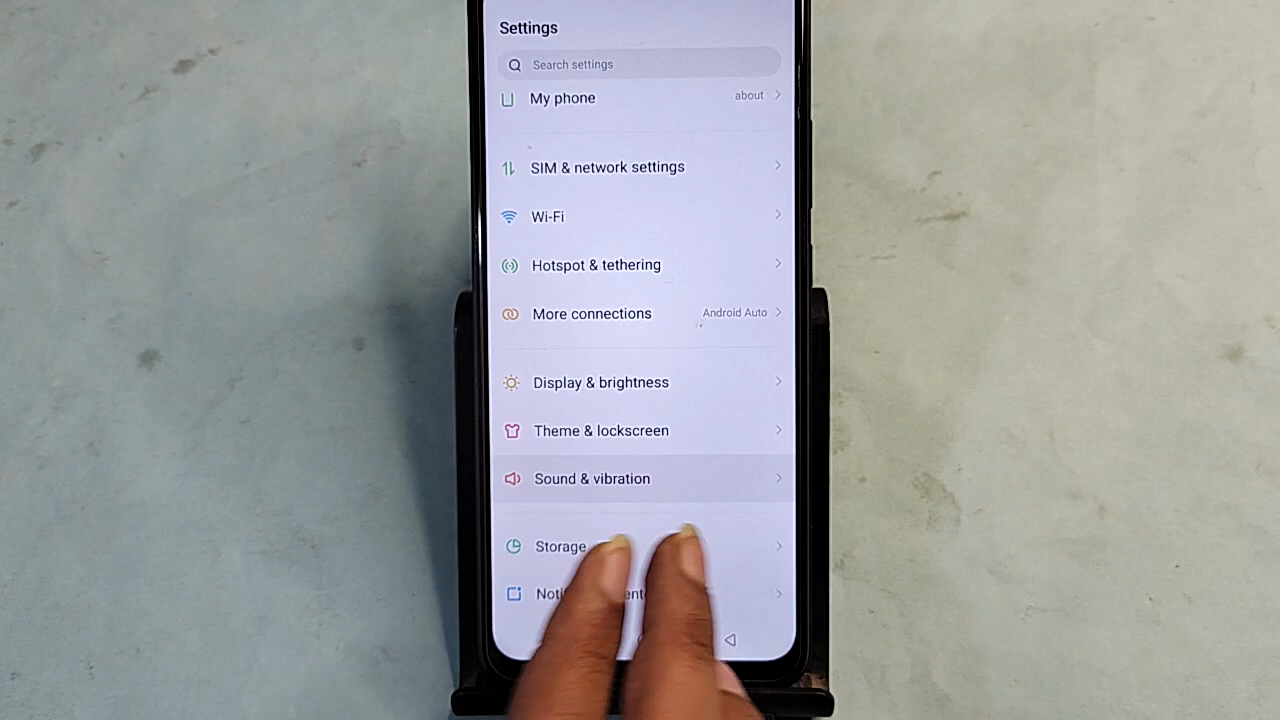 Settings
Search settings
My phone about
SIM & network settings
Wi-Fi
Hotspot & tethering
More connections Android Auto
Display & brightness
Theme & lockscreen
Sound & vibration
Storage